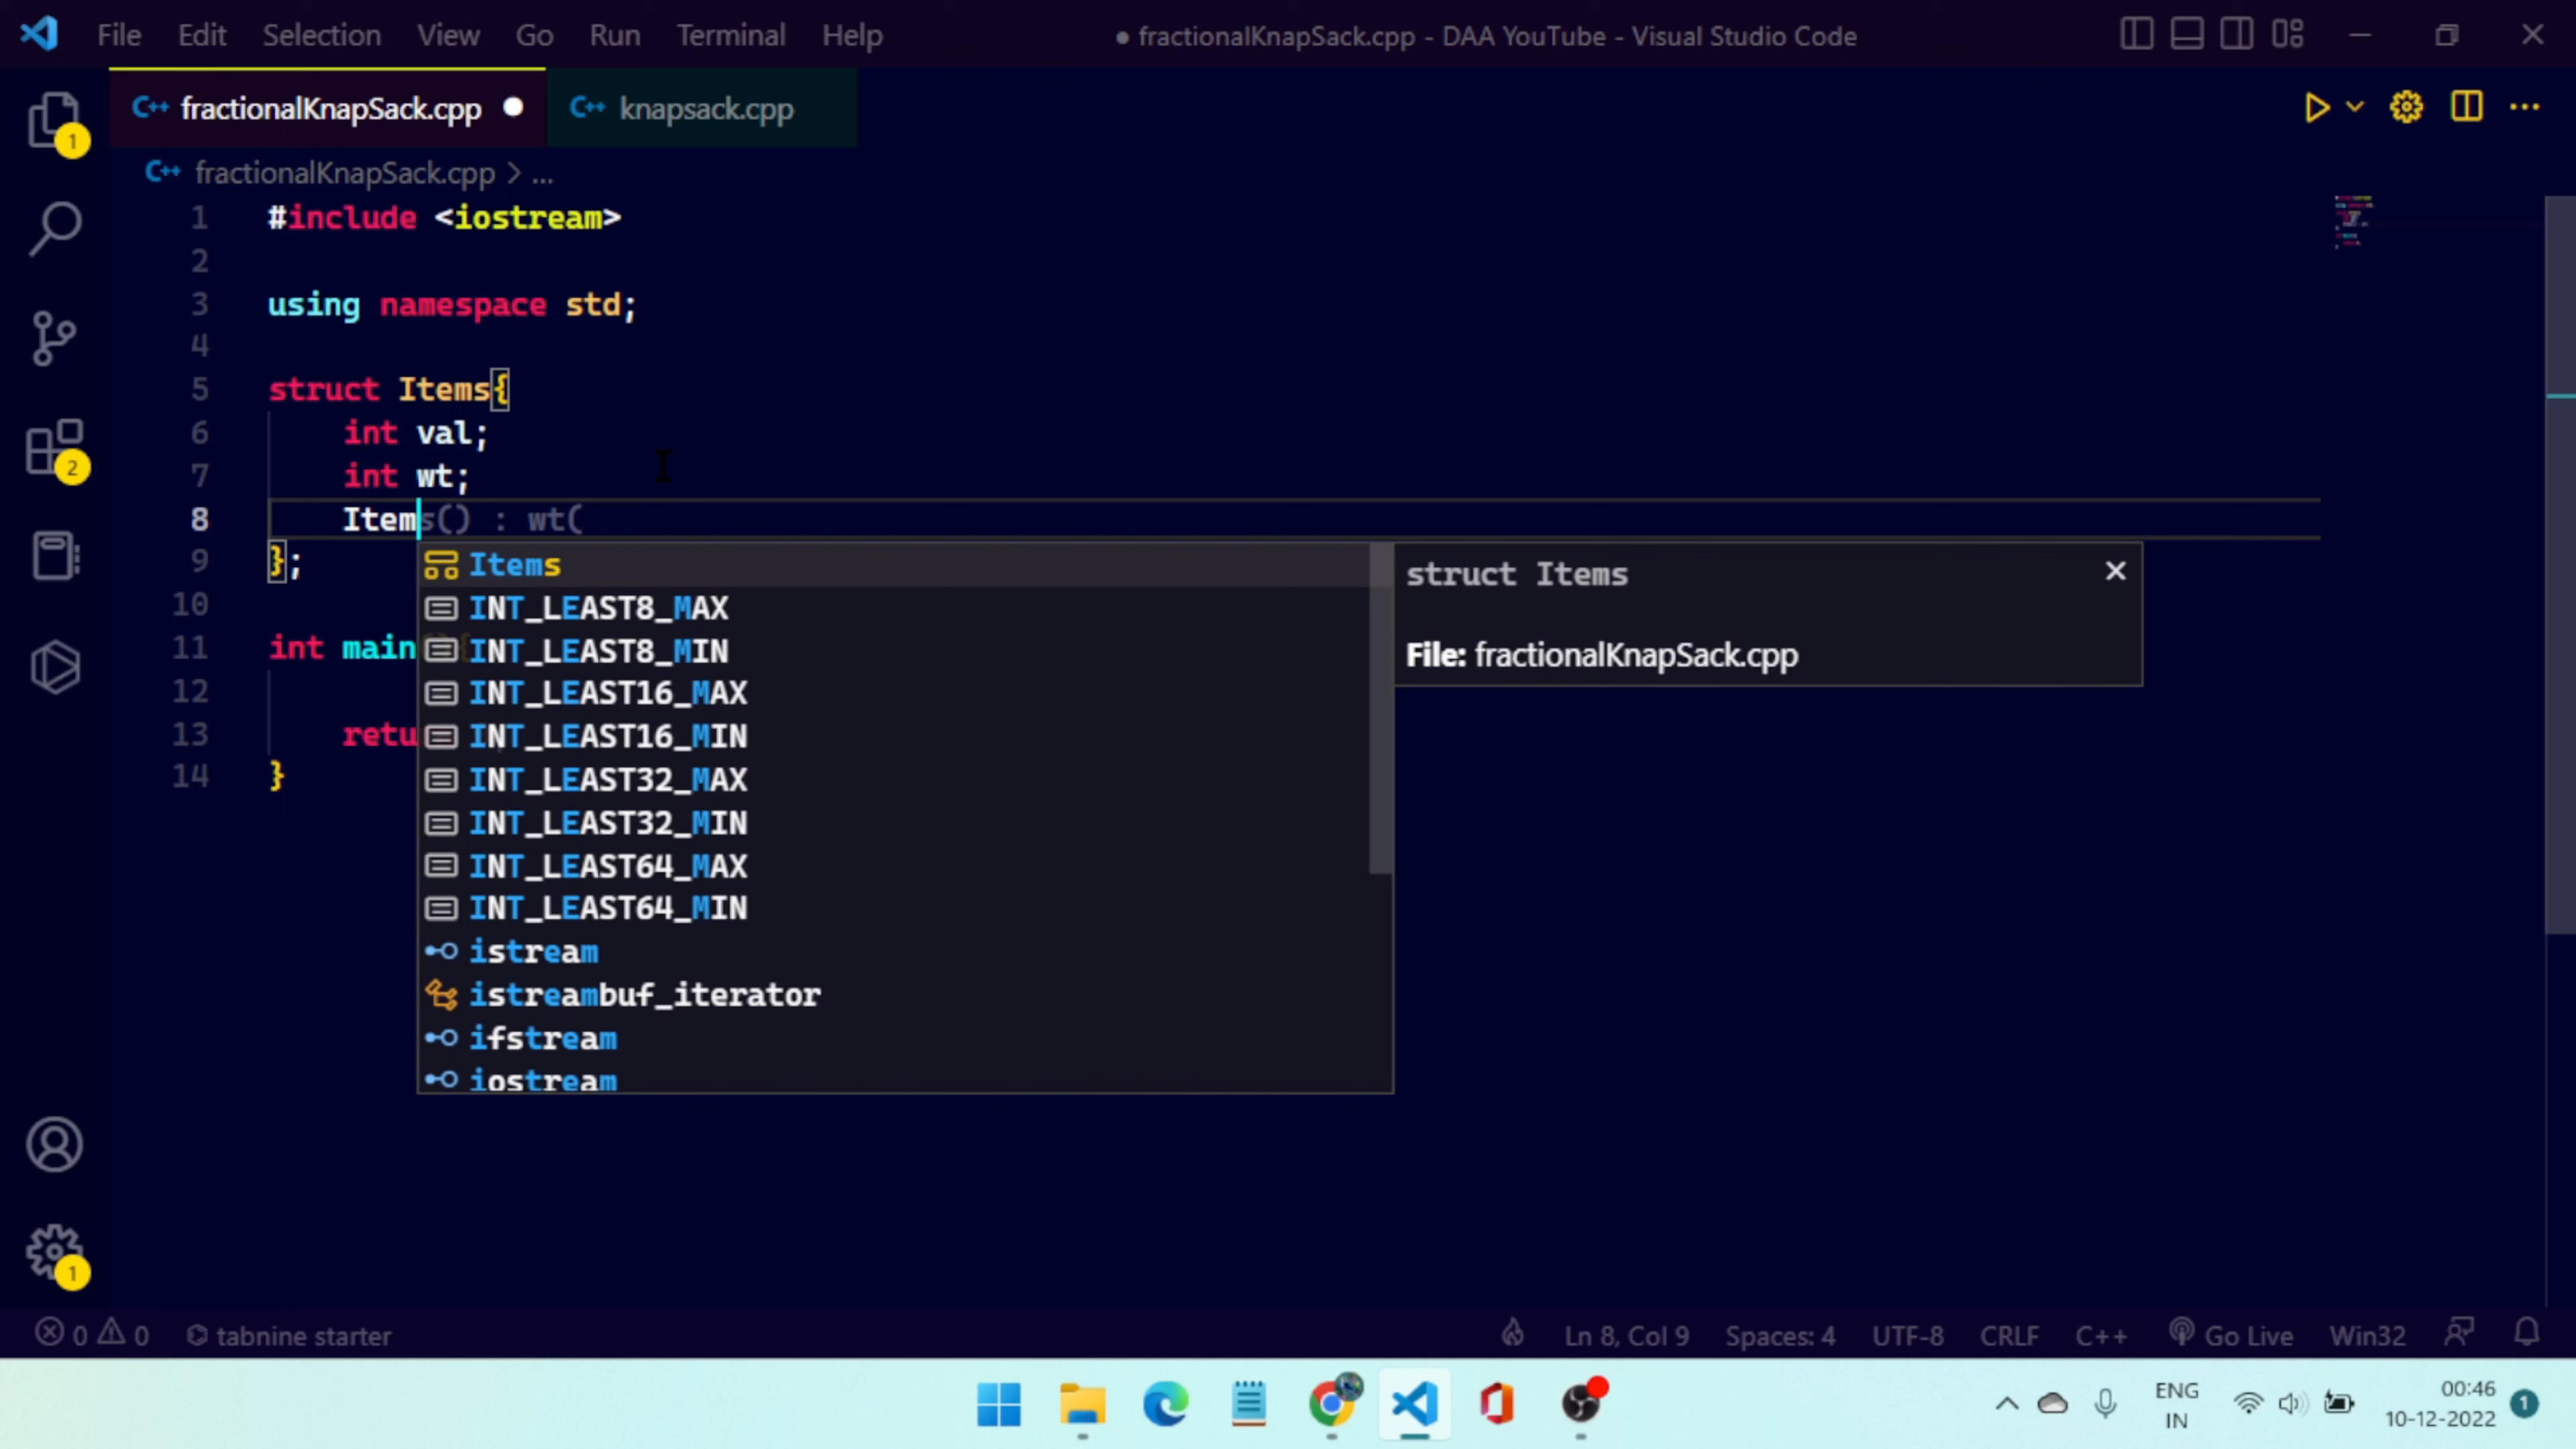 File Edit Selection View Go Run Terminal Help
● fractionalKnapSack.cpp - DAA YouTube - Visual Studio Code
C++ fractionalKnapSack.cpp ●
C++ knapsack.cpp
C++ fractionalKnapSack.cpp > ...
1 #include <iostream>
2
3 using namespace std;
4
5 struct Items{
6 int val;
7 int wt;
8 Items() : wt(
9 };
10
11 int main(){
12
13 retu
14 }
Items
INT_LEAST8_MAX
INT_LEAST8_MIN
INT_LEAST16_MAX
INT_LEAST16_MIN
INT_LEAST32_MAX
INT_LEAST32_MIN
INT_LEAST64_MAX
INT_LEAST64_MIN
istream
istreambuf_iterator
ifstream
iostream
struct Items
File: fractionalKnapSack.cpp
1
2
1
0 0 tabnine starter
Ln 8, Col 9 Spaces: 4 UTF-8 CRLF C++ Go Live Win32
ENG
IN
00:46
10-12-2022
1